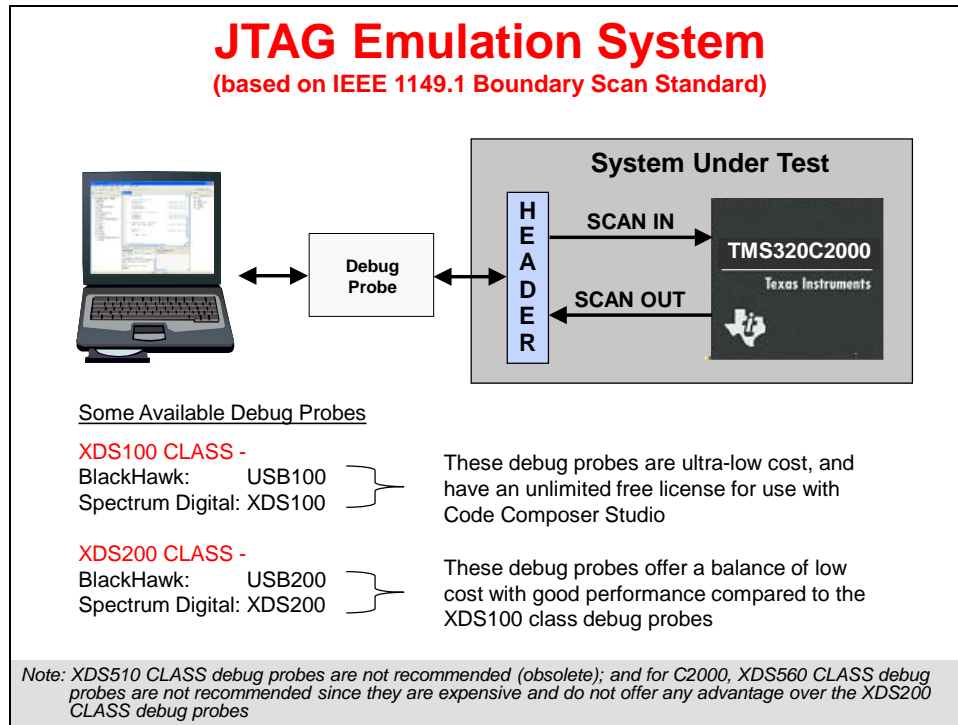 JTAG Emulation System
(based on IEEE 1149.1 Boundary Scan Standard)
System Under Test
Debug
Probe
HEADER
SCAN IN
SCAN OUT
TMS320C2000
Texas Instruments
Some Available Debug Probes
XDS100 CLASS -
BlackHawk: USB100
Spectrum Digital: XDS100
These debug probes are ultra-low cost, and
have an unlimited free license for use with
Code Composer Studio
XDS200 CLASS -
BlackHawk: USB200
Spectrum Digital: XDS200
These debug probes offer a balance of low
cost with good performance compared to the
XDS100 class debug probes
Note: XDS510 CLASS debug probes are not recommended (obsolete); and for C2000, XDS560 CLASS debug
probes are not recommended since they are expensive and do not offer any advantage over the XDS200
CLASS debug probes